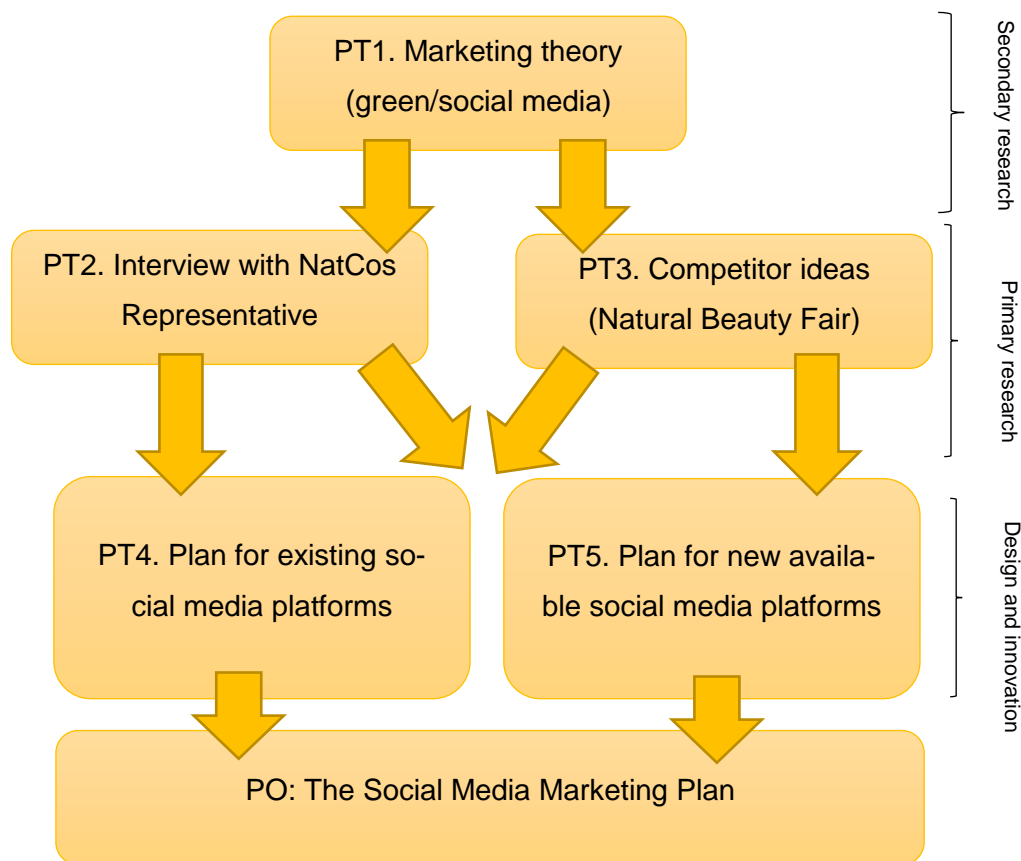 PT1. Marketing theory
(green/social media)
Secondary research
PT2. Interview with NatCos
Representative
PT3. Competitor ideas
(Natural Beauty Fair)
Primary research
PT4. Plan for existing so-
cial media platforms
PT5. Plan for new availa-
ble social media platforms
Design and innovation
PO: The Social Media Marketing Plan